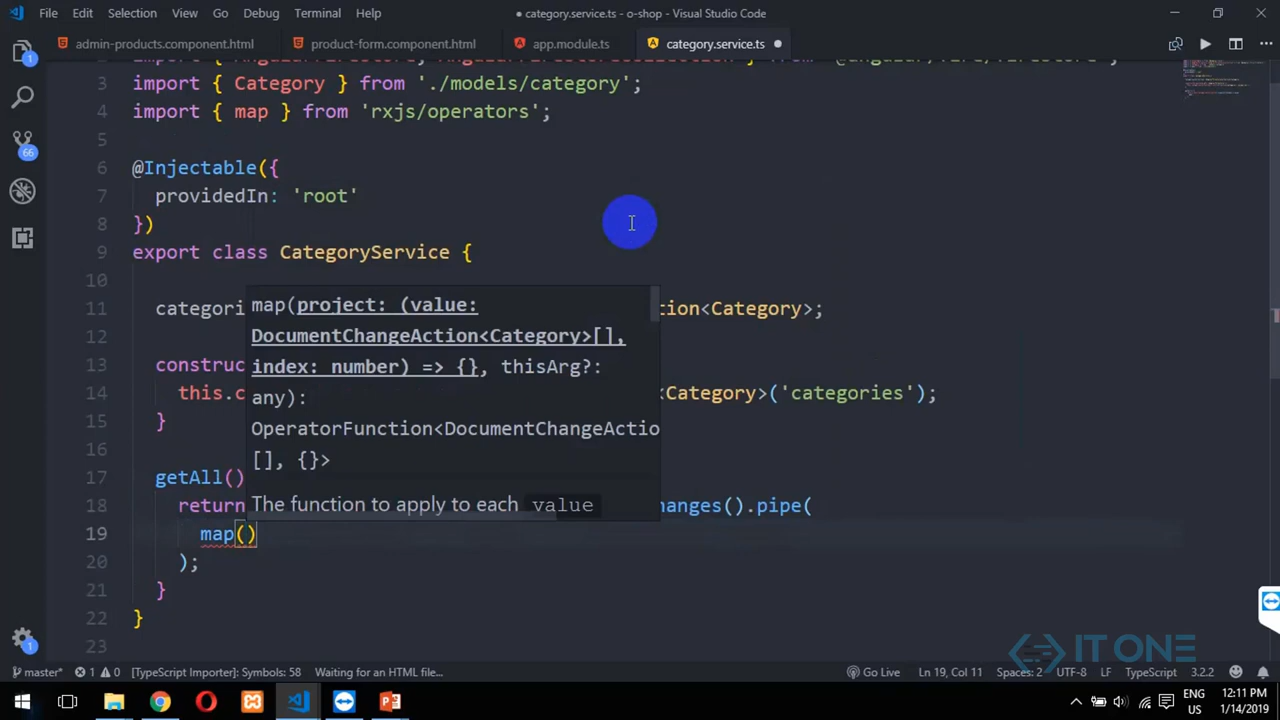 File Edit Selection View Go Debug Terminal Help
● category.service.ts - o-shop - Visual Studio Code
admin-products.component.html product-form.component.html app.module.ts category.service.ts ●
3 import { Category } from './models/category';
4 import { map } from 'rxjs/operators';
5
6 @Injectable({
7 providedIn: 'root'
8 })
9 export class CategoryService {
10
11 categori
tion<Category>;
12
13 construc
14 this.c
<Category>('categories');
15 }
16
17 getAll()
18 return
hanges().pipe(
19 map()
20 );
21 }
22 }
23
map(project: (value:
DocumentChangeAction<Category>[],
index: number) => {}, thisArg?:
any):
OperatorFunction<DocumentChangeActio
[], {}>
The function to apply to each value
1
66
1
IT ONE
master* 1 0 [TypeScript Importer]: Symbols: 58 Waiting for an HTML file... Go Live Ln 19, Col 11 Spaces: 2 UTF-8 LF TypeScript 3.2.2
ENG 12:11 PM
US 1/14/2019